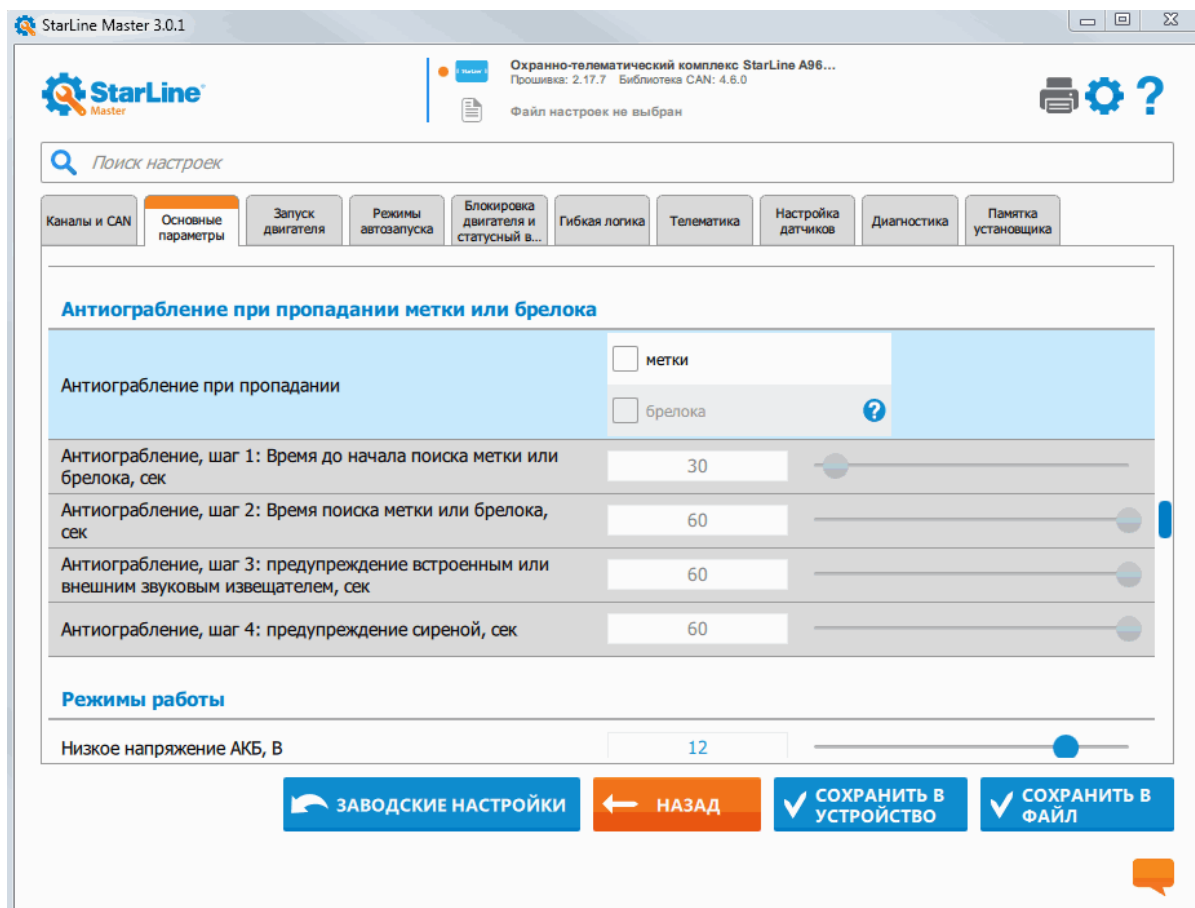 StarLine Master 3.0.1
StarLine
Master
StarLine
Охранно-телематический комплекс StarLine A96...
Прошивка: 2.17.7 Библиотека CAN: 4.6.0
Файл настроек не выбран
?
Поиск настроек
Каналы и CAN
Основные
параметры
Запуск
двигателя
Режимы
автозапуска
Блокировка
двигателя и
статусный в...
Гибкая логика
Телематика
Настройка
датчиков
Диагностика
Памятка
установщика
Антиограбление при пропадании метки или брелока
Антиограбление при пропадании
метки
брелока
?
Антиограбление, шаг 1: Время до начала поиска метки или
брелока, сек
30
Антиограбление, шаг 2: Время поиска метки или брелока,
сек
60
Антиограбление, шаг 3: предупреждение встроенным или
внешним звуковым извещателем, сек
60
Антиограбление, шаг 4: предупреждение сиреной, сек
60
Режимы работы
Низкое напряжение АКБ, В
12
ЗАВОДСКИЕ НАСТРОЙКИ
НАЗАД
СОХРАНИТЬ В
УСТРОЙСТВО
СОХРАНИТЬ В
ФАЙЛ